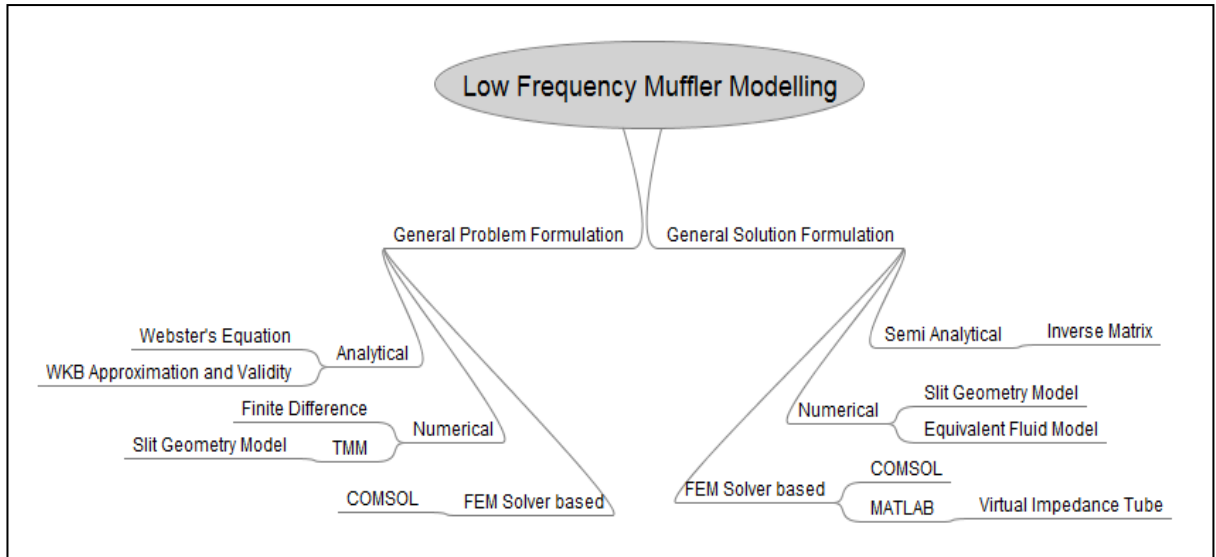 Low Frequency Muffler Modelling
General Problem Formulation
General Solution Formulation
Webster's Equation
Analytical
WKB Approximation and Validity
Finite Difference
Numerical
Slit Geometry Model
TMM
COMSOL
FEM Solver based
Semi Analytical
Inverse Matrix
Numerical
Slit Geometry Model
Equivalent Fluid Model
FEM Solver based
COMSOL
MATLAB
Virtual Impedance Tube